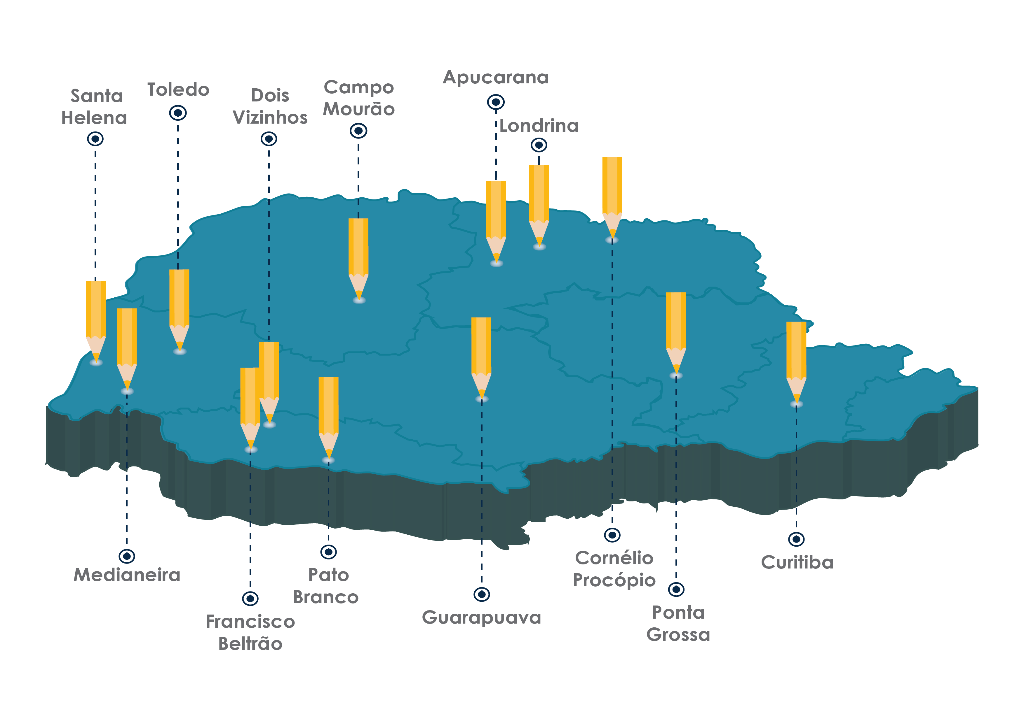 Santa
Helena
Toledo
Dois
Vizinhos
Campo
Mourão
Apucarana
Londrina
Medianeira
Francisco
Beltrão
Pato
Branco
Guarapuava
Cornélio
Procópio
Ponta
Grossa
Curitiba